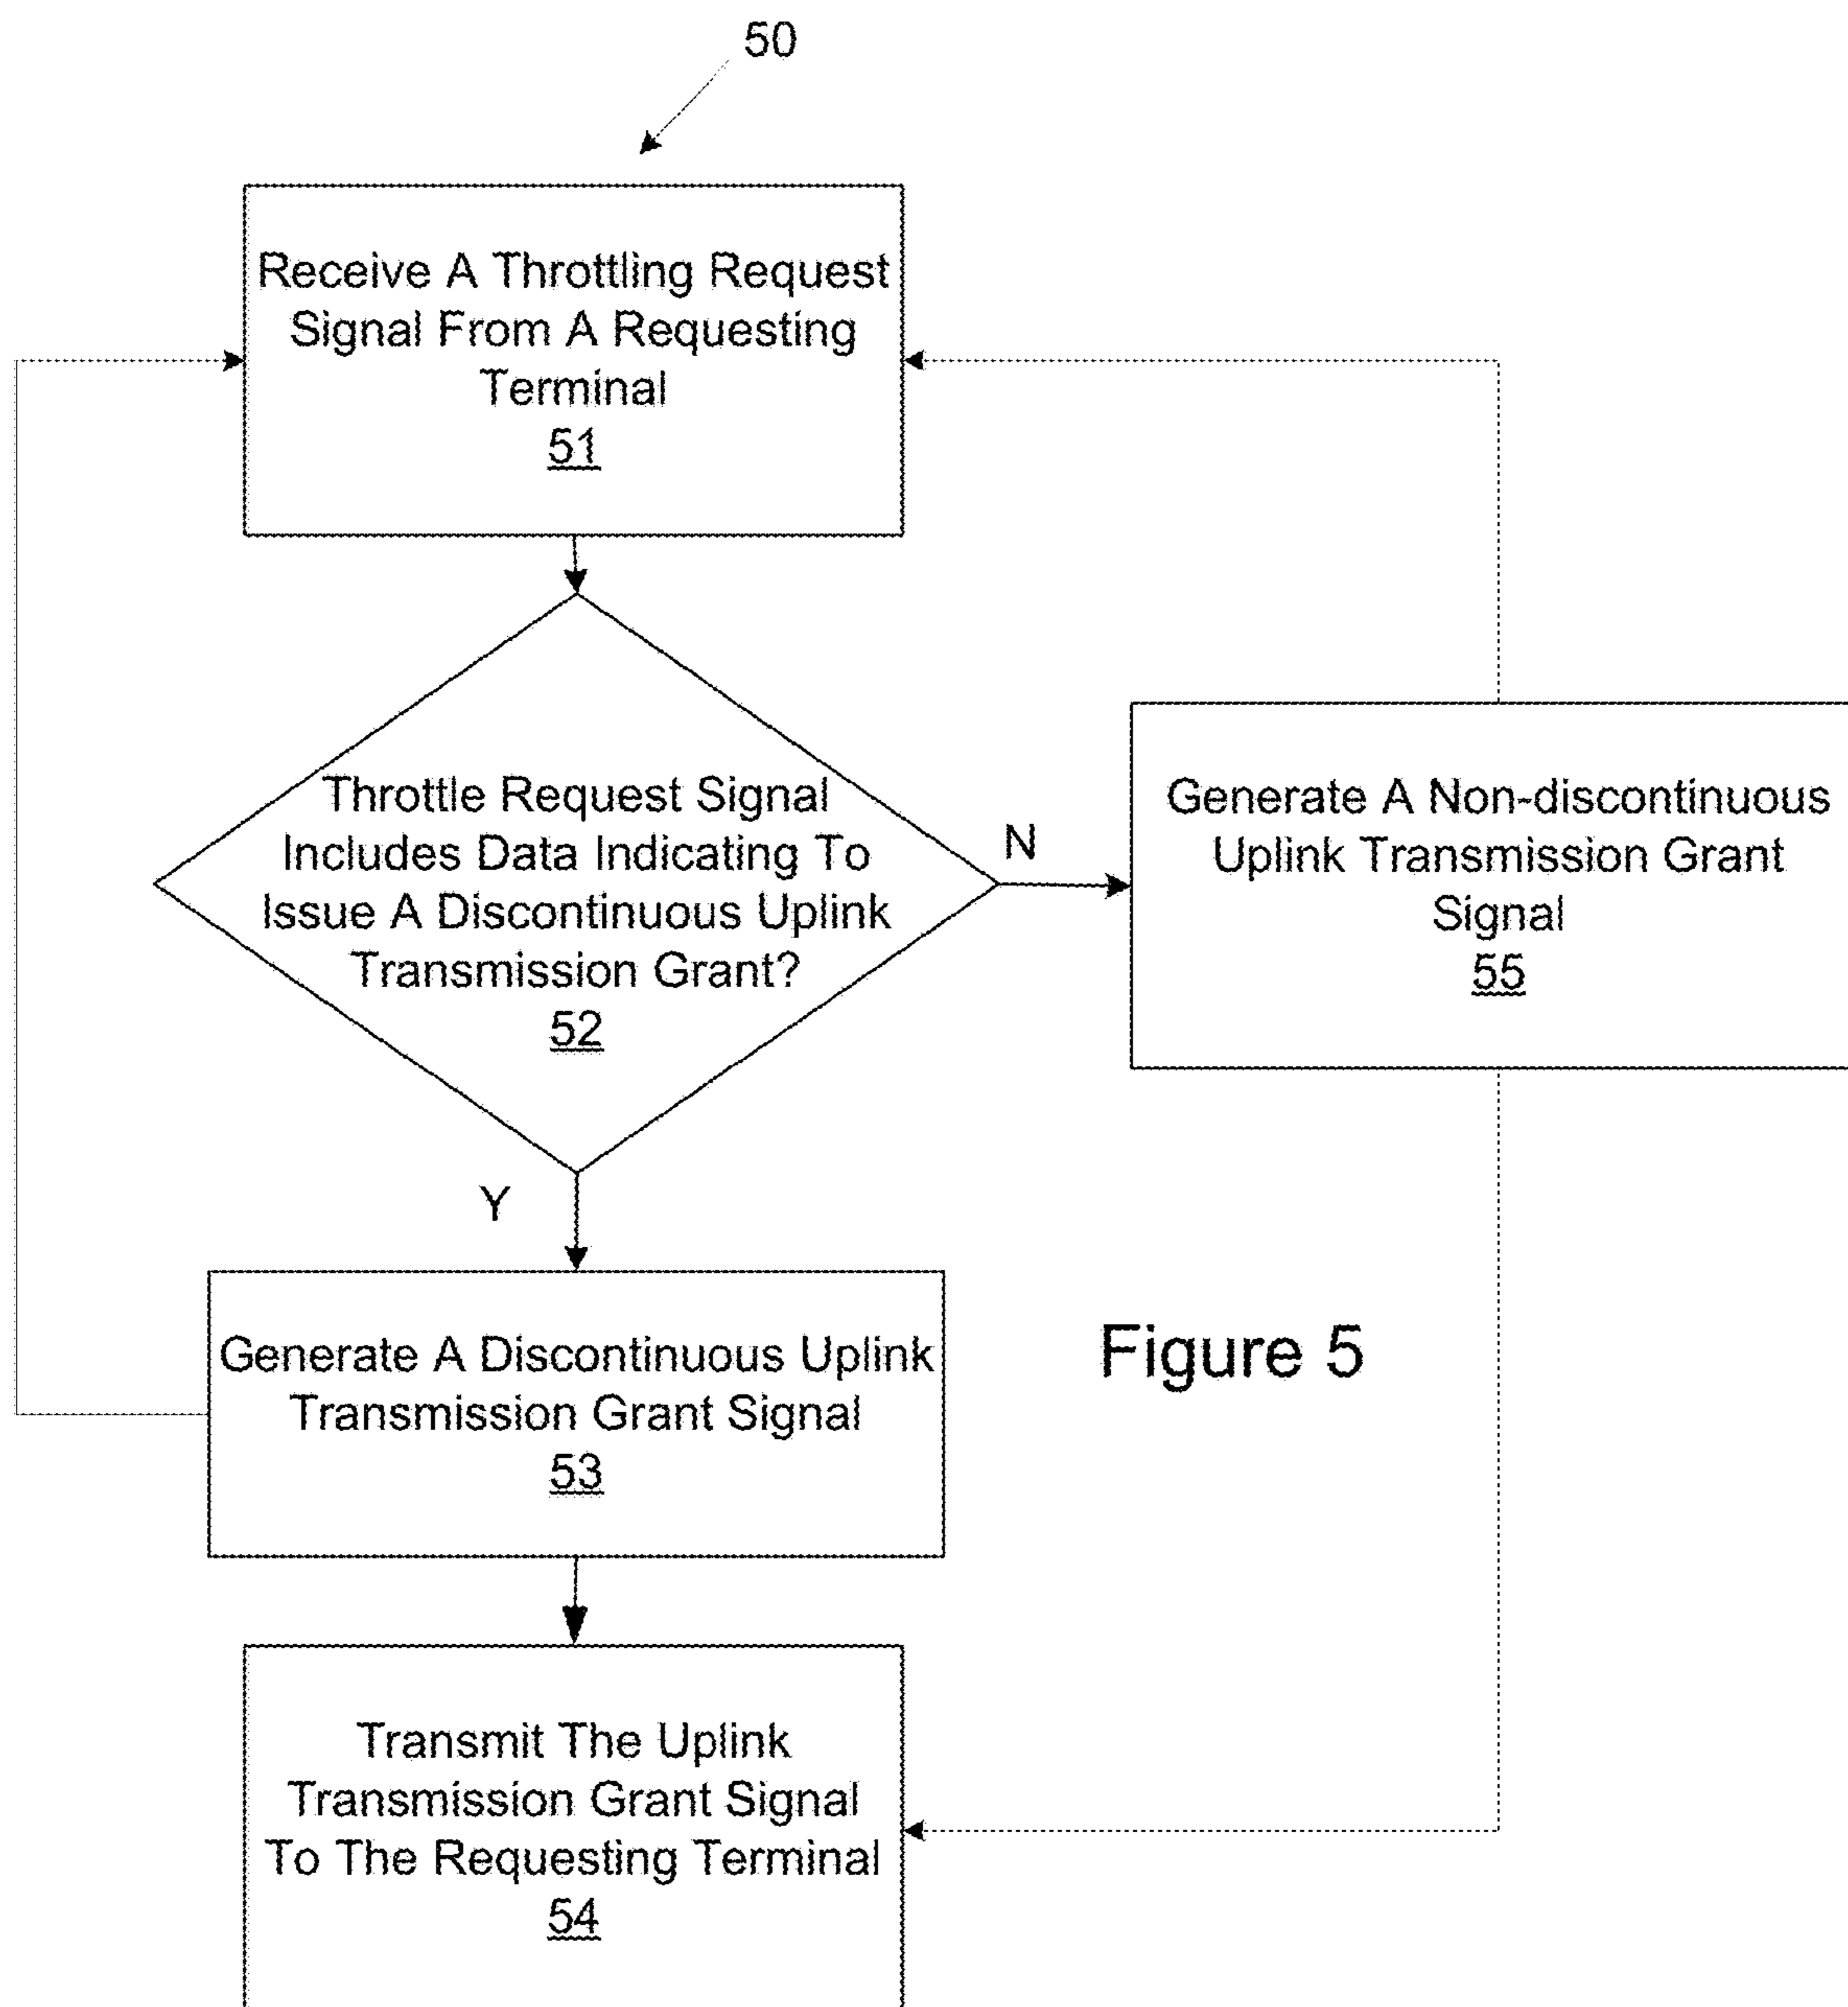 50
Receive A Throttling Request
Signal From A Requesting
Terminal
51
Throttle Request Signal
Includes Data Indicating To
Issue A Discontinuous Uplink
Transmission Grant?
52
N
Generate A Non-discontinuous
Uplink Transmission Grant
Signal
55
Y
Generate A Discontinuous Uplink
Transmission Grant Signal
53
Figure 5
Transmit The Uplink
Transmission Grant Signal
To The Requesting Terminal
54